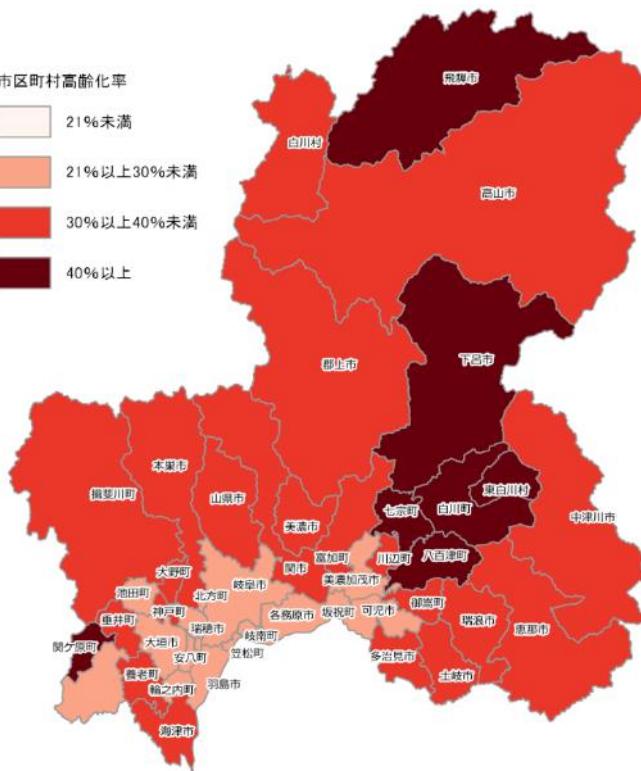 市区町村高齢化率
21%未満
21%以上30%未満
30%以上40%未満
40%以上
飛騨市
白川村
高山市
下呂市
郡上市
東白川村
白川町
七宗町
八百津町
中津川市
本巣市
揖斐川町
山県市
美濃市
富加町
川辺町
関市
美濃加茂市
大野町
岐阜市
池田町
北方町
神戸町
各務原市
坂祝町
可児市
御嵩町
瑞浪市
恵那市
垂井町
瑞穂市
岐南町
大垣市
関ケ原町
安八町
笠松町
多治見市
土岐市
養老町
輪之内町
羽島市
海津市